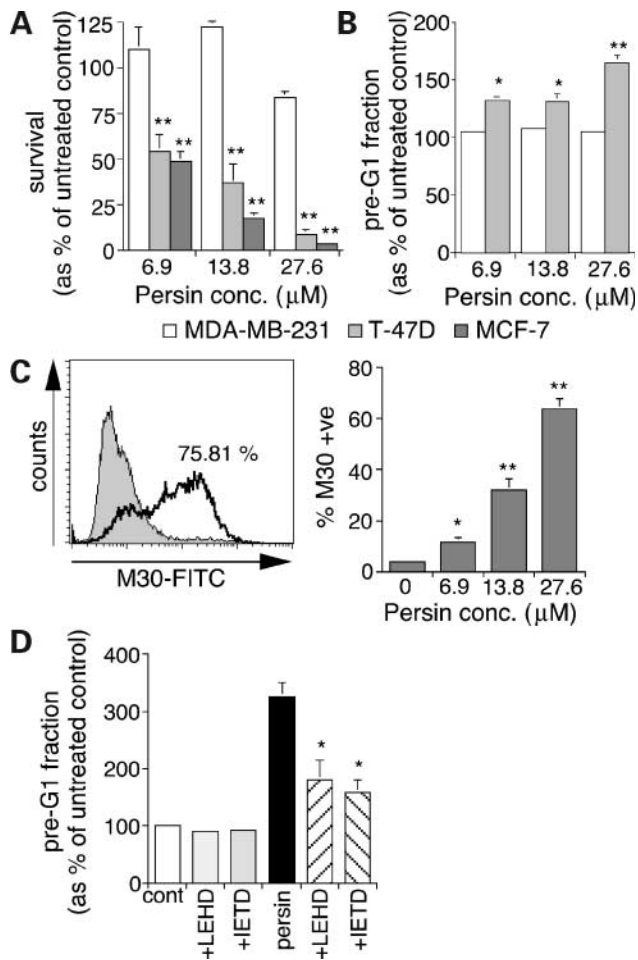 A
survival
(as % of untreated control)
125
100
75
50
25
0
**
**
**
**
**
**
6.9
13.8
27.6
Persin conc. (μM)
B
pre-G1 fraction
(as % of untreated control)
200
150
100
50
0
*
*
**
6.9
13.8
27.6
Persin conc. (μM)
MDA-MB-231 T-47D MCF-7
C
counts
75.81 %
M30-FITC
% M30 +ve
80
60
40
20
0
*
**
**
0
6.9
13.8
27.6
Persin conc. (μM)
D
pre-G1 fraction
(as % of untreated control)
400
300
200
100
0
*
*
cont
+LEHD
+IETD
persin
+LEHD
+IETD